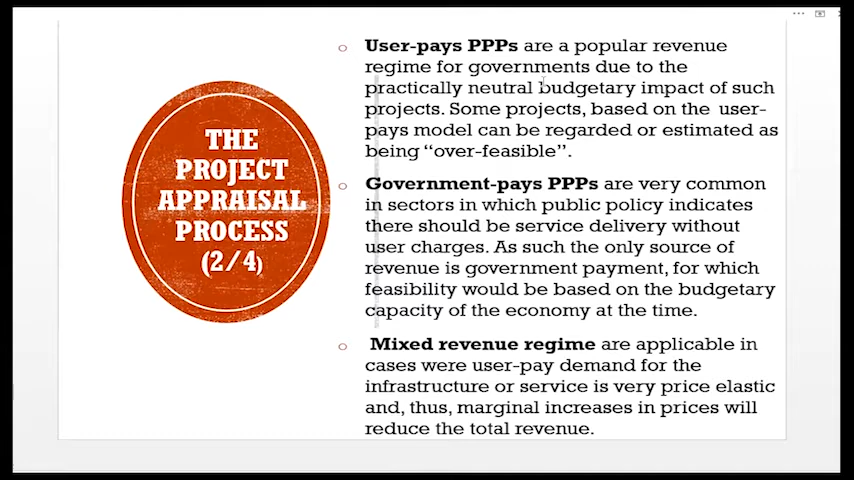 THE
PROJECT
APPRAISAL
PROCESS
(2/4)
o User-pays PPPs are a popular revenue
regime for governments due to the
practically neutral budgetary impact of such
projects. Some projects, based on the user-
pays model can be regarded or estimated as
being “over-feasible”.
o Government-pays PPPs are very common
in sectors in which public policy indicates
there should be service delivery without
user charges. As such the only source of
revenue is government payment, for which
feasibility would be based on the budgetary
capacity of the economy at the time.
o Mixed revenue regime are applicable in
cases were user-pay demand for the
infrastructure or service is very price elastic
and, thus, marginal increases in prices will
reduce the total revenue.